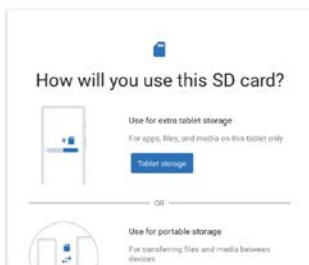 How will you use this SD card?
Use for extra tablet storage
For apps, files, and media on this tablet only
Tablet storage
OR
Use for portable storage
For transferring files and media between
devices